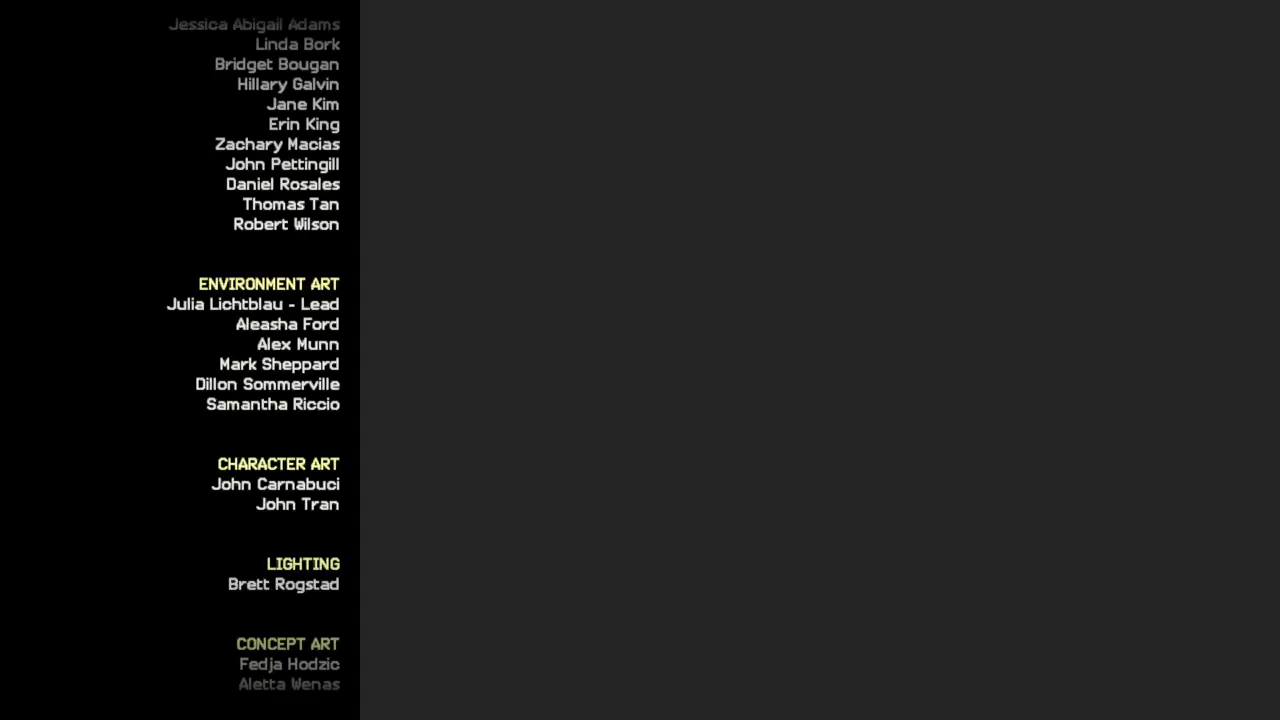 Jessica Abigail Adams
Linda Bork
Bridget Bougan
Hillary Galvin
Jane Kim
Erin King
Zachary Macias
John Pettingill
Daniel Rosales
Thomas Tan
Robert Wilson
ENVIRONMENT ART
Julia Lichtblau - Lead
Aleasha Ford
Alex Munn
Mark Sheppard
Dillon Sommerville
Samantha Riccio
CHARACTER ART
John Carnabuci
John Tran
LIGHTING
Brett Rogstad
CONCEPT ART
Fedja Hodzic
Aletta Wenas